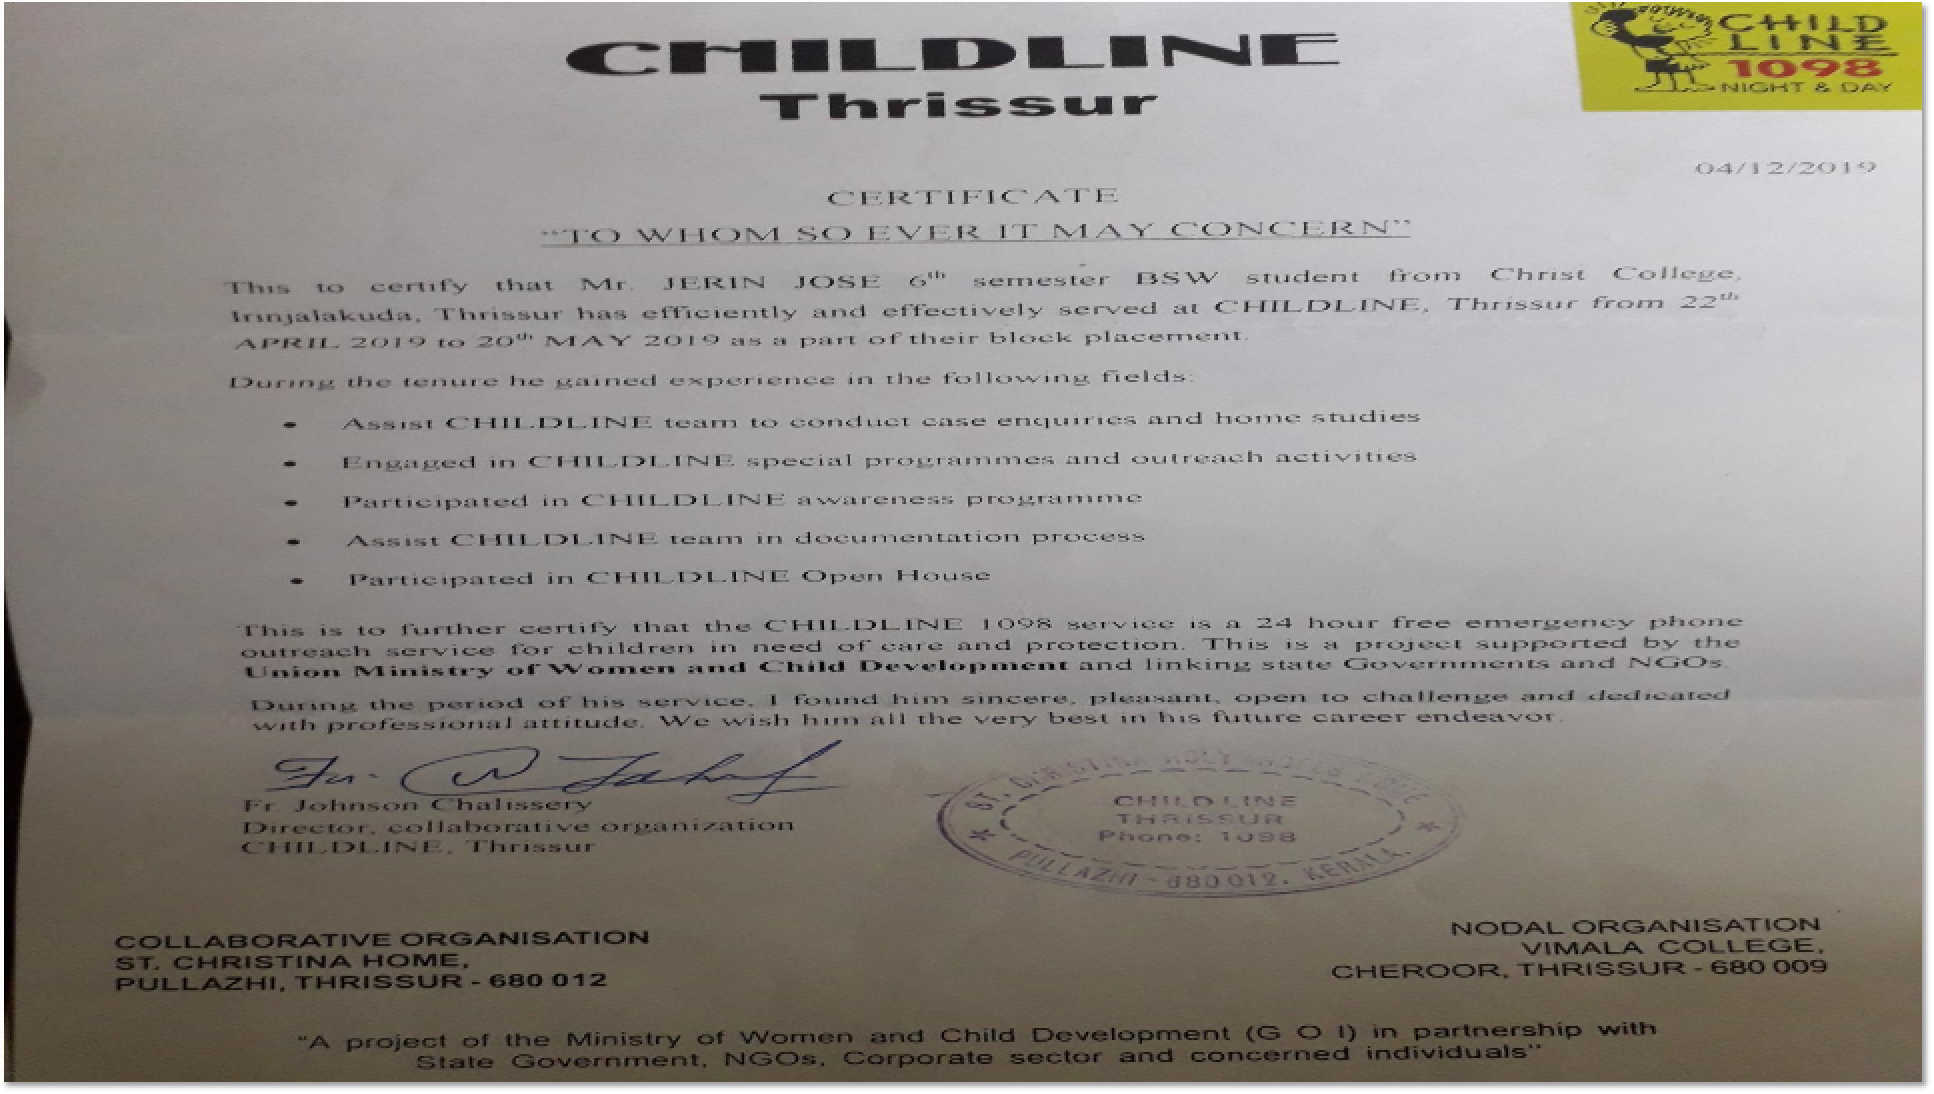 CHILDLINE
Thrissur
CHILD
LINE
1098
NIGHT & DAY
04/12/2019
CERTIFICATE
"TO WHOM SO EVER IT MAY CONCERN"
This to certify that Mr. JERIN JOSE 6th semester BSW student from Christ College,
Irinjalakuda, Thrissur has efficiently and effectively served at CHILDLINE, Thrissur from 22th
APRIL 2019 to 20th MAY 2019 as a part of their block placement.
During the tenure he gained experience in the following fields:
• Assist CHILDLINE team to conduct case enquiries and home studies
• Engaged in CHILDLINE special programmes and outreach activities
• Participated in CHILDLINE awareness programme
• Assist CHILDLINE team in documentation process
• Participated in CHILDLINE Open House
This is to further certify that the CHILDLINE 1098 service is a 24 hour free emergency phone
outreach service for children in need of care and protection. This is a project supported by the
Union Ministry of Women and Child Development and linking state Governments and NGOs.
During the period of his service, I found him sincere, pleasant, open to challenge and dedicated
with professional attitude. We wish him all the very best in his future career endeavor.
Fr. Johnson Chalissery
Director, collaborative organization
CHILDLINE, Thrissur
ST. CHRISTINA HOLY
CHILD LINE
THRISSUR
Phone: 1098
PULLAZHI - 680 012. KERALA
COLLABORATIVE ORGANISATION
ST. CHRISTINA HOME,
PULLAZHI, THRISSUR - 680 012
NODAL ORGANISATION
VIMALA COLLEGE,
CHEROOR, THRISSUR - 680 009
"A project of the Ministry of Women and Child Development (G O I) in partnership with
State Government, NGOs, Corporate sector and concerned individuals"